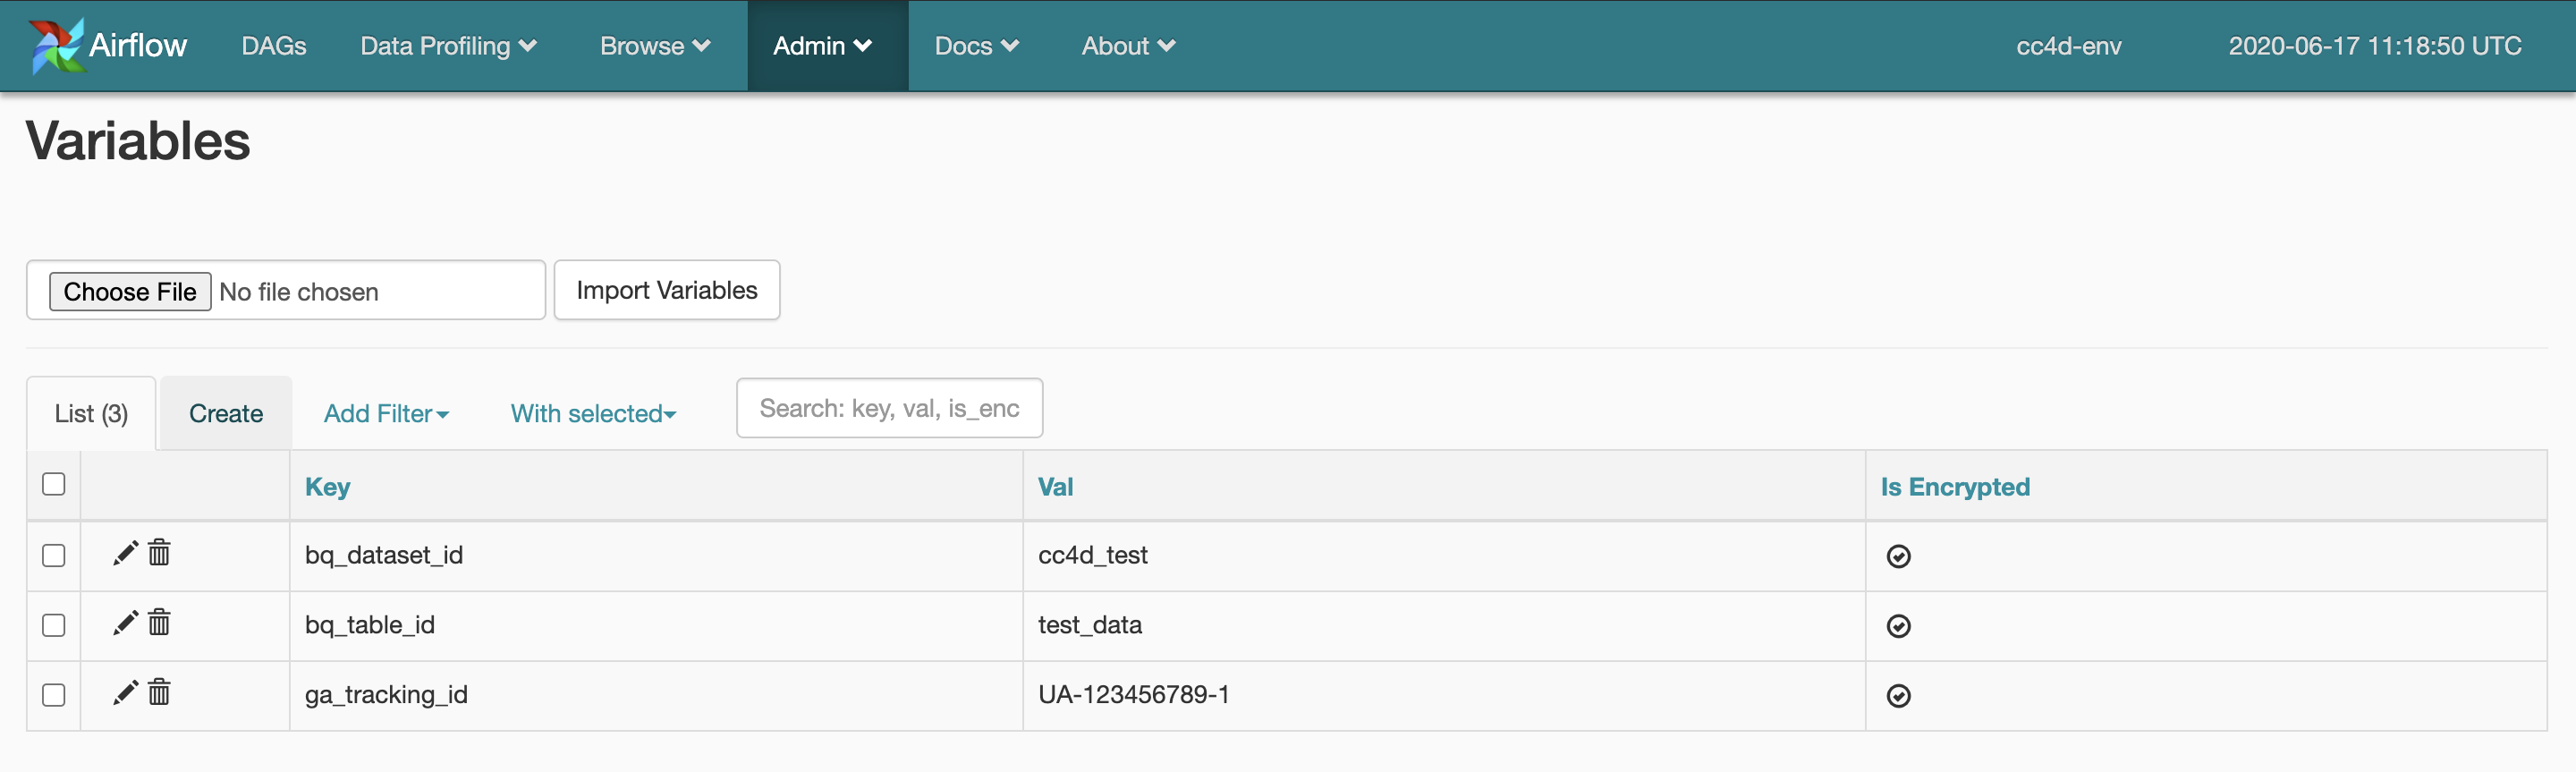 Airflow DAGs Data Profiling Browse Admin Docs About cc4d-env 2020-06-17 11:18:50 UTC
Variables
Choose File No file chosen Import Variables
List (3) Create Add Filter With selected Search: key, val, is_enc
Key Val Is Encrypted
bq_dataset_id cc4d_test
bq_table_id test_data
ga_tracking_id UA-123456789-1